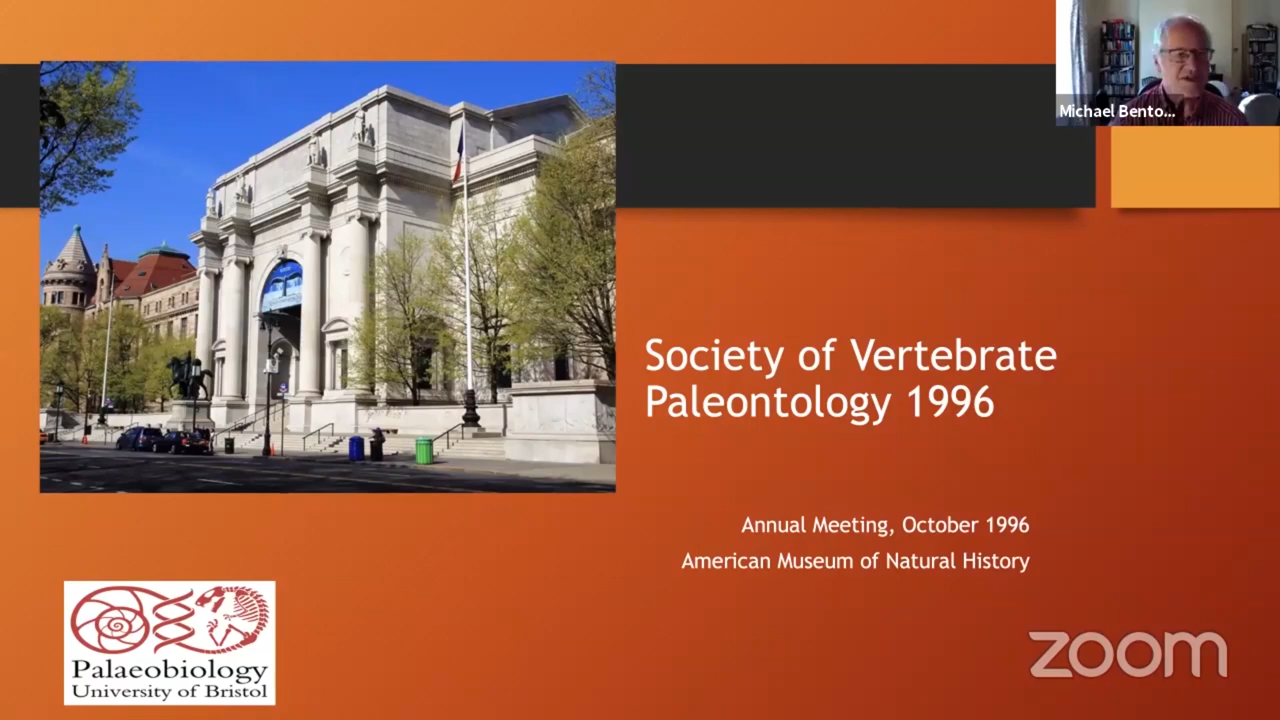 Michael Bento...
Society of Vertebrate
Paleontology 1996
Annual Meeting, October 1996
American Museum of Natural History
Palaeobiology
University of Bristol
zoom